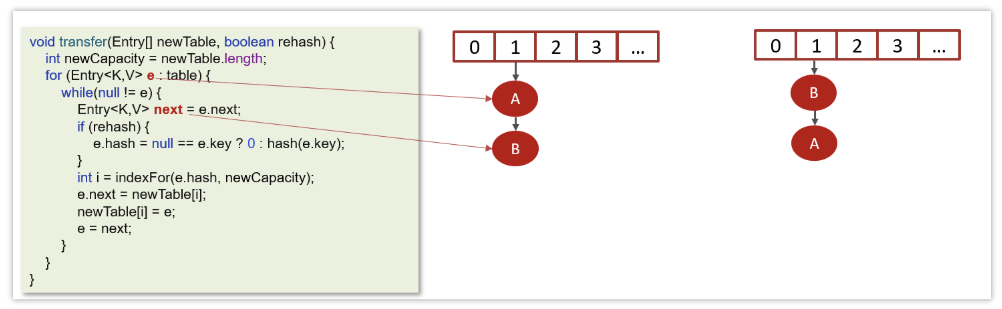 void transfer(Entry[] newTable, boolean rehash) {
int newCapacity = newTable.length;
for (Entry<K,V> e : table) {
while(null != e) {
Entry<K,V> next = e.next;
if (rehash) {
e.hash = null == e.key ? 0 : hash(e.key);
}
int i = indexFor(e.hash, newCapacity);
e.next = newTable[i];
newTable[i] = e;
e = next;
}
}
}
0 1 2 3 ...
A
B
0 1 2 3 ...
B
A